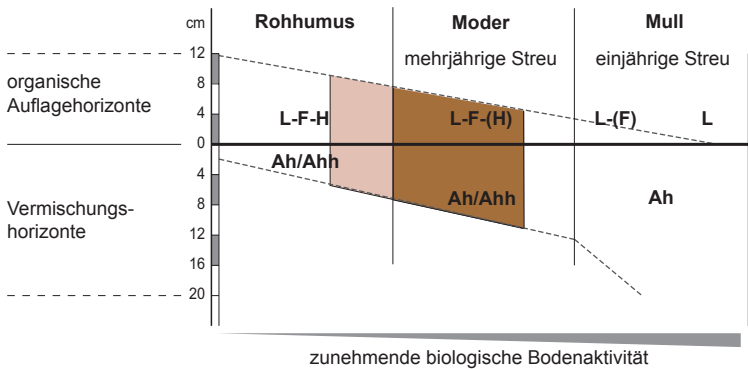 cm Rohhumus Moder Mull
12 mehrjährige Streu einjährige Streu
organische
Auflagehorizonte
8
4 L-F-H L-F-(H) L-(F) L
0
Ah/Ahh
4
Vermischungs-
horizonte
8 Ah/Ahh Ah
12
16
20
zunehmende biologische Bodenaktivität